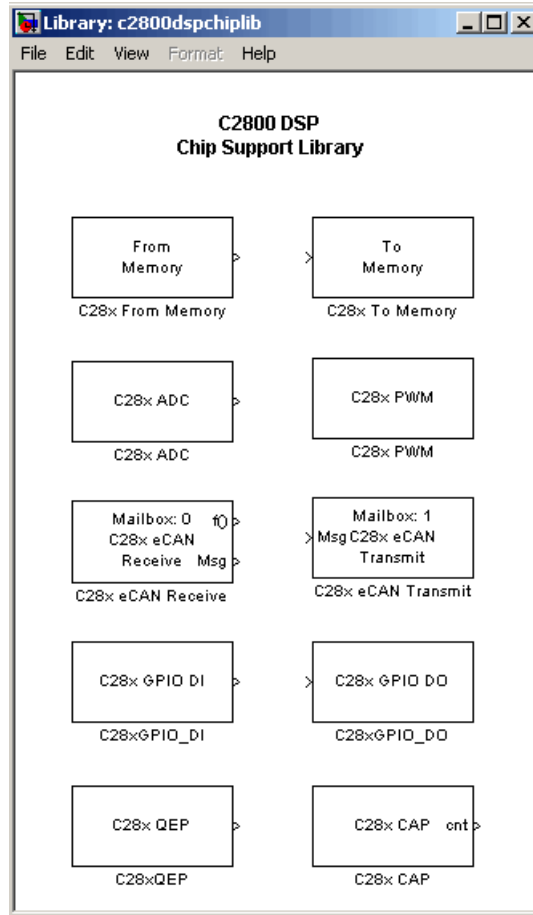 Library: c2800dspchiplib
File Edit View Format Help
C2800 DSP
Chip Support Library
From
Memory
C28x From Memory
To
Memory
C28x To Memory
C28x ADC
C28x ADC
C28x PWM
C28x PWM
Mailbox: 0 f()
C28x eCAN
Receive Msg
C28x eCAN Receive
Mailbox: 1
Msg C28x eCAN
Transmit
C28x eCAN Transmit
C28x GPIO DI
C28xGPIO_DI
C28x GPIO DO
C28xGPIO_DO
C28x QEP
C28xQEP
C28x CAP cnt
C28x CAP